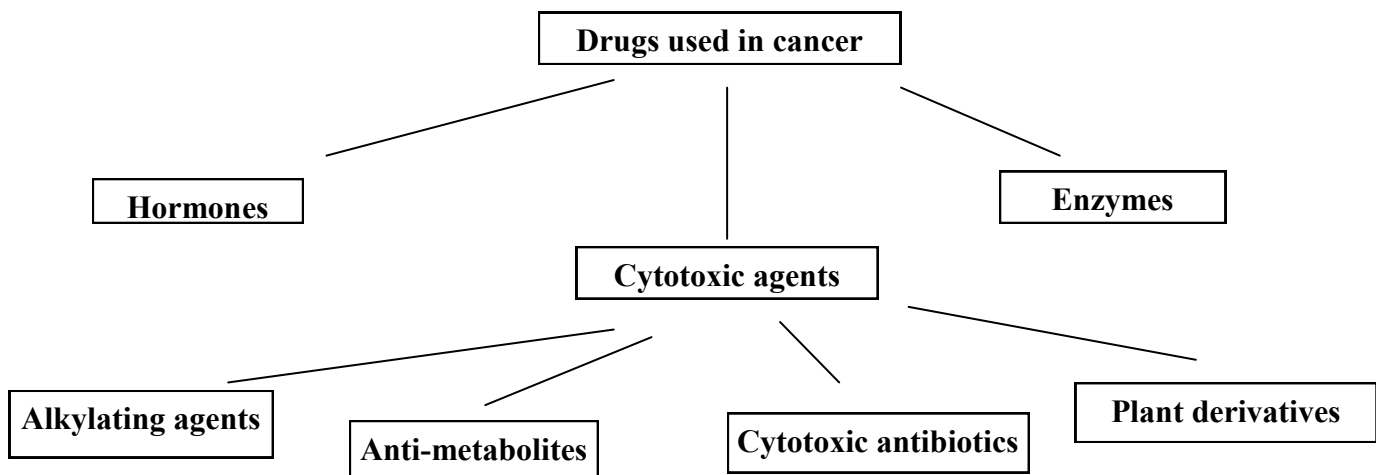 Drugs used in cancer
Hormones
Enzymes
Cytotoxic agents
Alkylating agents
Anti-metabolites
Cytotoxic antibiotics
Plant derivatives